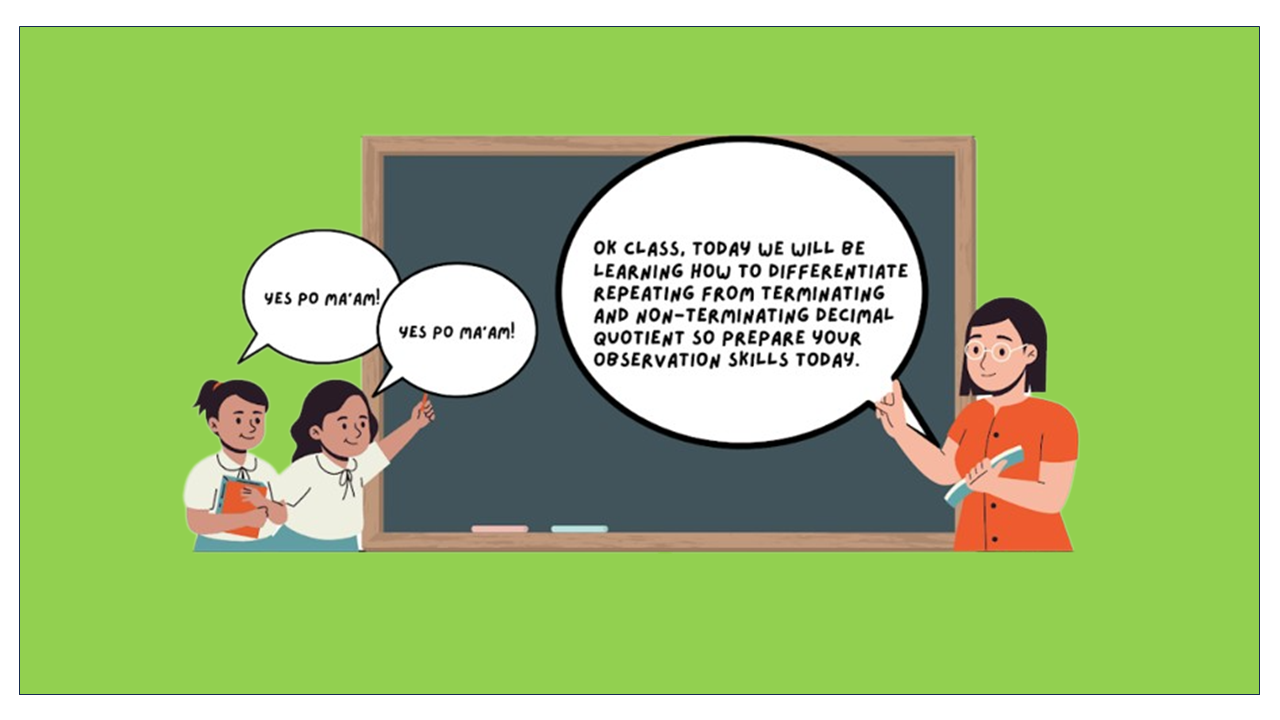 YES PO MA'AM!
YES PO MA'AM!
OK CLASS, TODAY WE WILL BE
LEARNING HOW TO DIFFERENTIATE
REPEATING FROM TERMINATING
AND NON-TERMINATING DECIMAL
QUOTIENT SO PREPARE YOUR
OBSERVATION SKILLS TODAY.